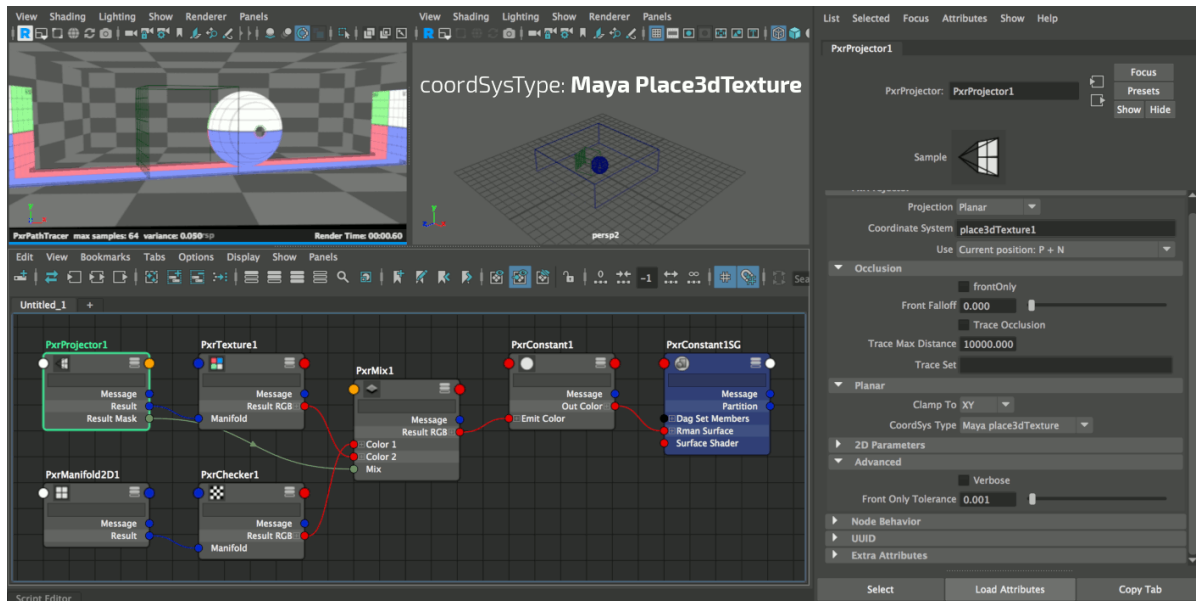 View Shading Lighting Show Renderer Panels
View Shading Lighting Show Renderer Panels
coordSysType: Maya Place3dTexture
PxrPathTracer max samples: 64 variance: 0.050
Render Time: 00:00.60
persp2
Edit View Bookmarks Tabs Options Display Show Panels
-1
Sea
Untitled_1 +
PxrProjector1
Message
Result
Result Mask
PxrTexture1
Message
Result RGB
Manifold
PxrMix1
Message
Result RGB
Color 1
Color 2
Mix
PxrConstant1
Message
Out Color
Emit Color
PxrConstant1SG
Message
Partition
Dag Set Members
Rman Surface
Surface Shader
PxrManifold2D1
Message
Result
PxrChecker1
Message
Result RGB
Manifold
Script Editor
List Selected Focus Attributes Show Help
PxrProjector1
PxrProjector: PxrProjector1
Focus
Presets
Show Hide
Sample
Projection Planar
Coordinate System place3dTexture1
Use Current position: P + N
Occlusion
frontOnly
Front Falloff 0.000
Trace Occlusion
Trace Max Distance 10000.000
Trace Set
Planar
Clamp To XY
CoordSys Type Maya place3dTexture
2D Parameters
Advanced
Verbose
Front Only Tolerance 0.001
Node Behavior
UUID
Extra Attributes
Select Load Attributes Copy Tab